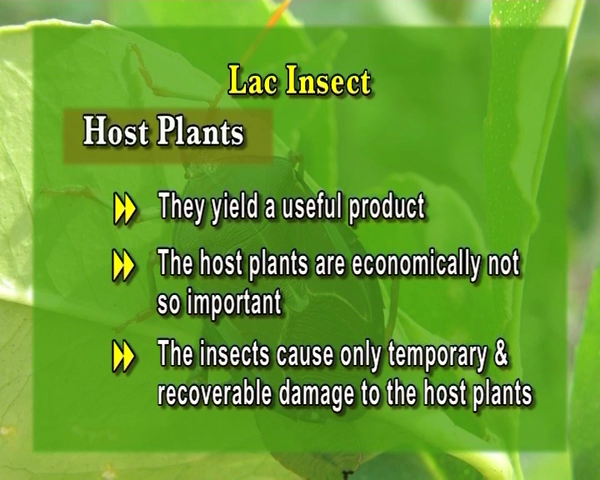 Lac Insect
Host Plants
They yield a useful product
The host plants are economically not
so important
The insects cause only temporary &
recoverable damage to the host plants